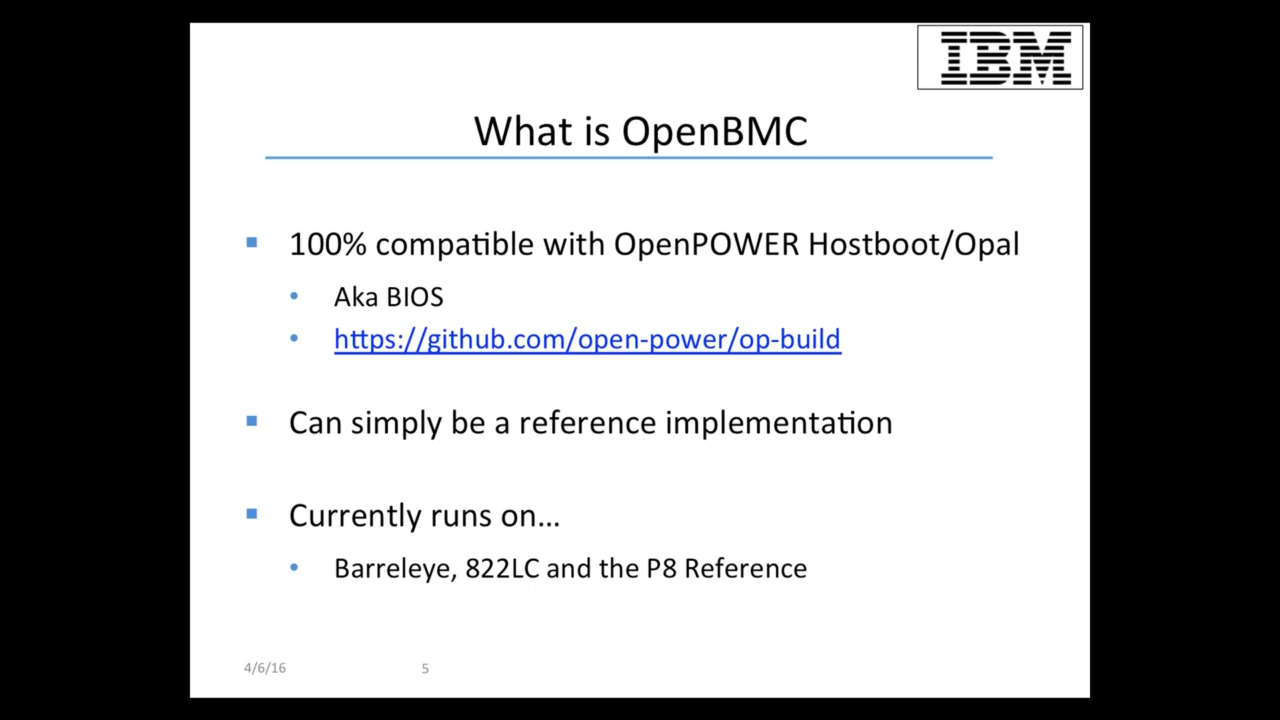 IBM
What is OpenBMC
100% compatible with OpenPOWER Hostboot/Opal
Aka BIOS
https://github.com/open-power/op-build
Can simply be a reference implementation
Currently runs on...
Barreleye, 822LC and the P8 Reference
4/6/16 5